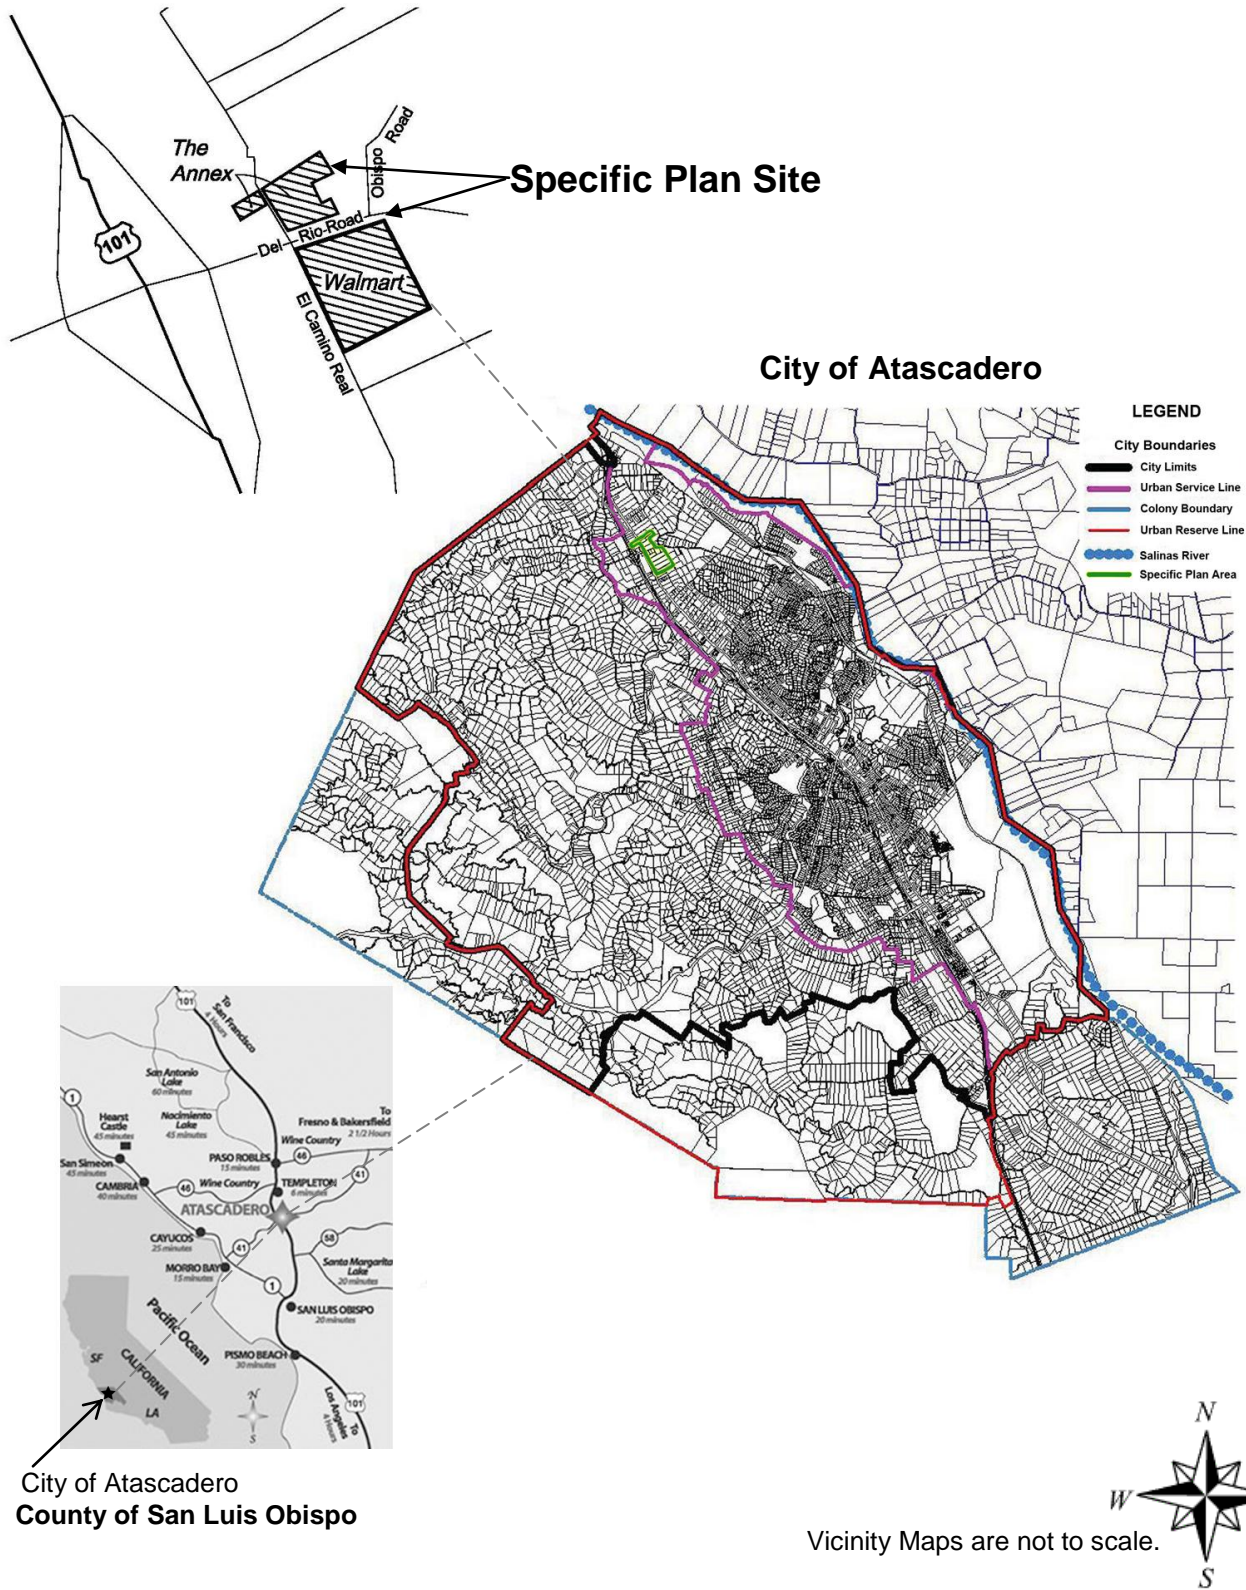 The
Annex
Obispo Road
Specific Plan Site
101
Del Rio Road
Walmart
El Camino Real
City of Atascadero
LEGEND
City Boundaries
City Limits
Urban Service Line
Colony Boundary
Urban Reserve Line
Salinas River
Specific Plan Area
101
To
San Francisco
4 Hours
San Antonio
Lake
60 minutes
1
Hearst
Castle
45 minutes
Nacimiento
Lake
45 minutes
To
Fresno & Bakersfield
2 1/2 Hours
Wine Country
46
San Simeon
45 minutes
PASO ROBLES
15 minutes
41
CAMBRIA
40 minutes
46
Wine Country
TEMPLETON
6 minutes
ATASCADERO
CAYUCOS
25 minutes
41
58
MORRO BAY
15 minutes
Santa Margarita
Lake
20 minutes
1
SAN LUIS OBISPO
20 minutes
Pacific Ocean
PISMO BEACH
30 minutes
SF
CALIFORNIA
LA
N
S
To
Los Angeles
4 Hours
101
City of Atascadero
County of San Luis Obispo
N
W
S
Vicinity Maps are not to scale.